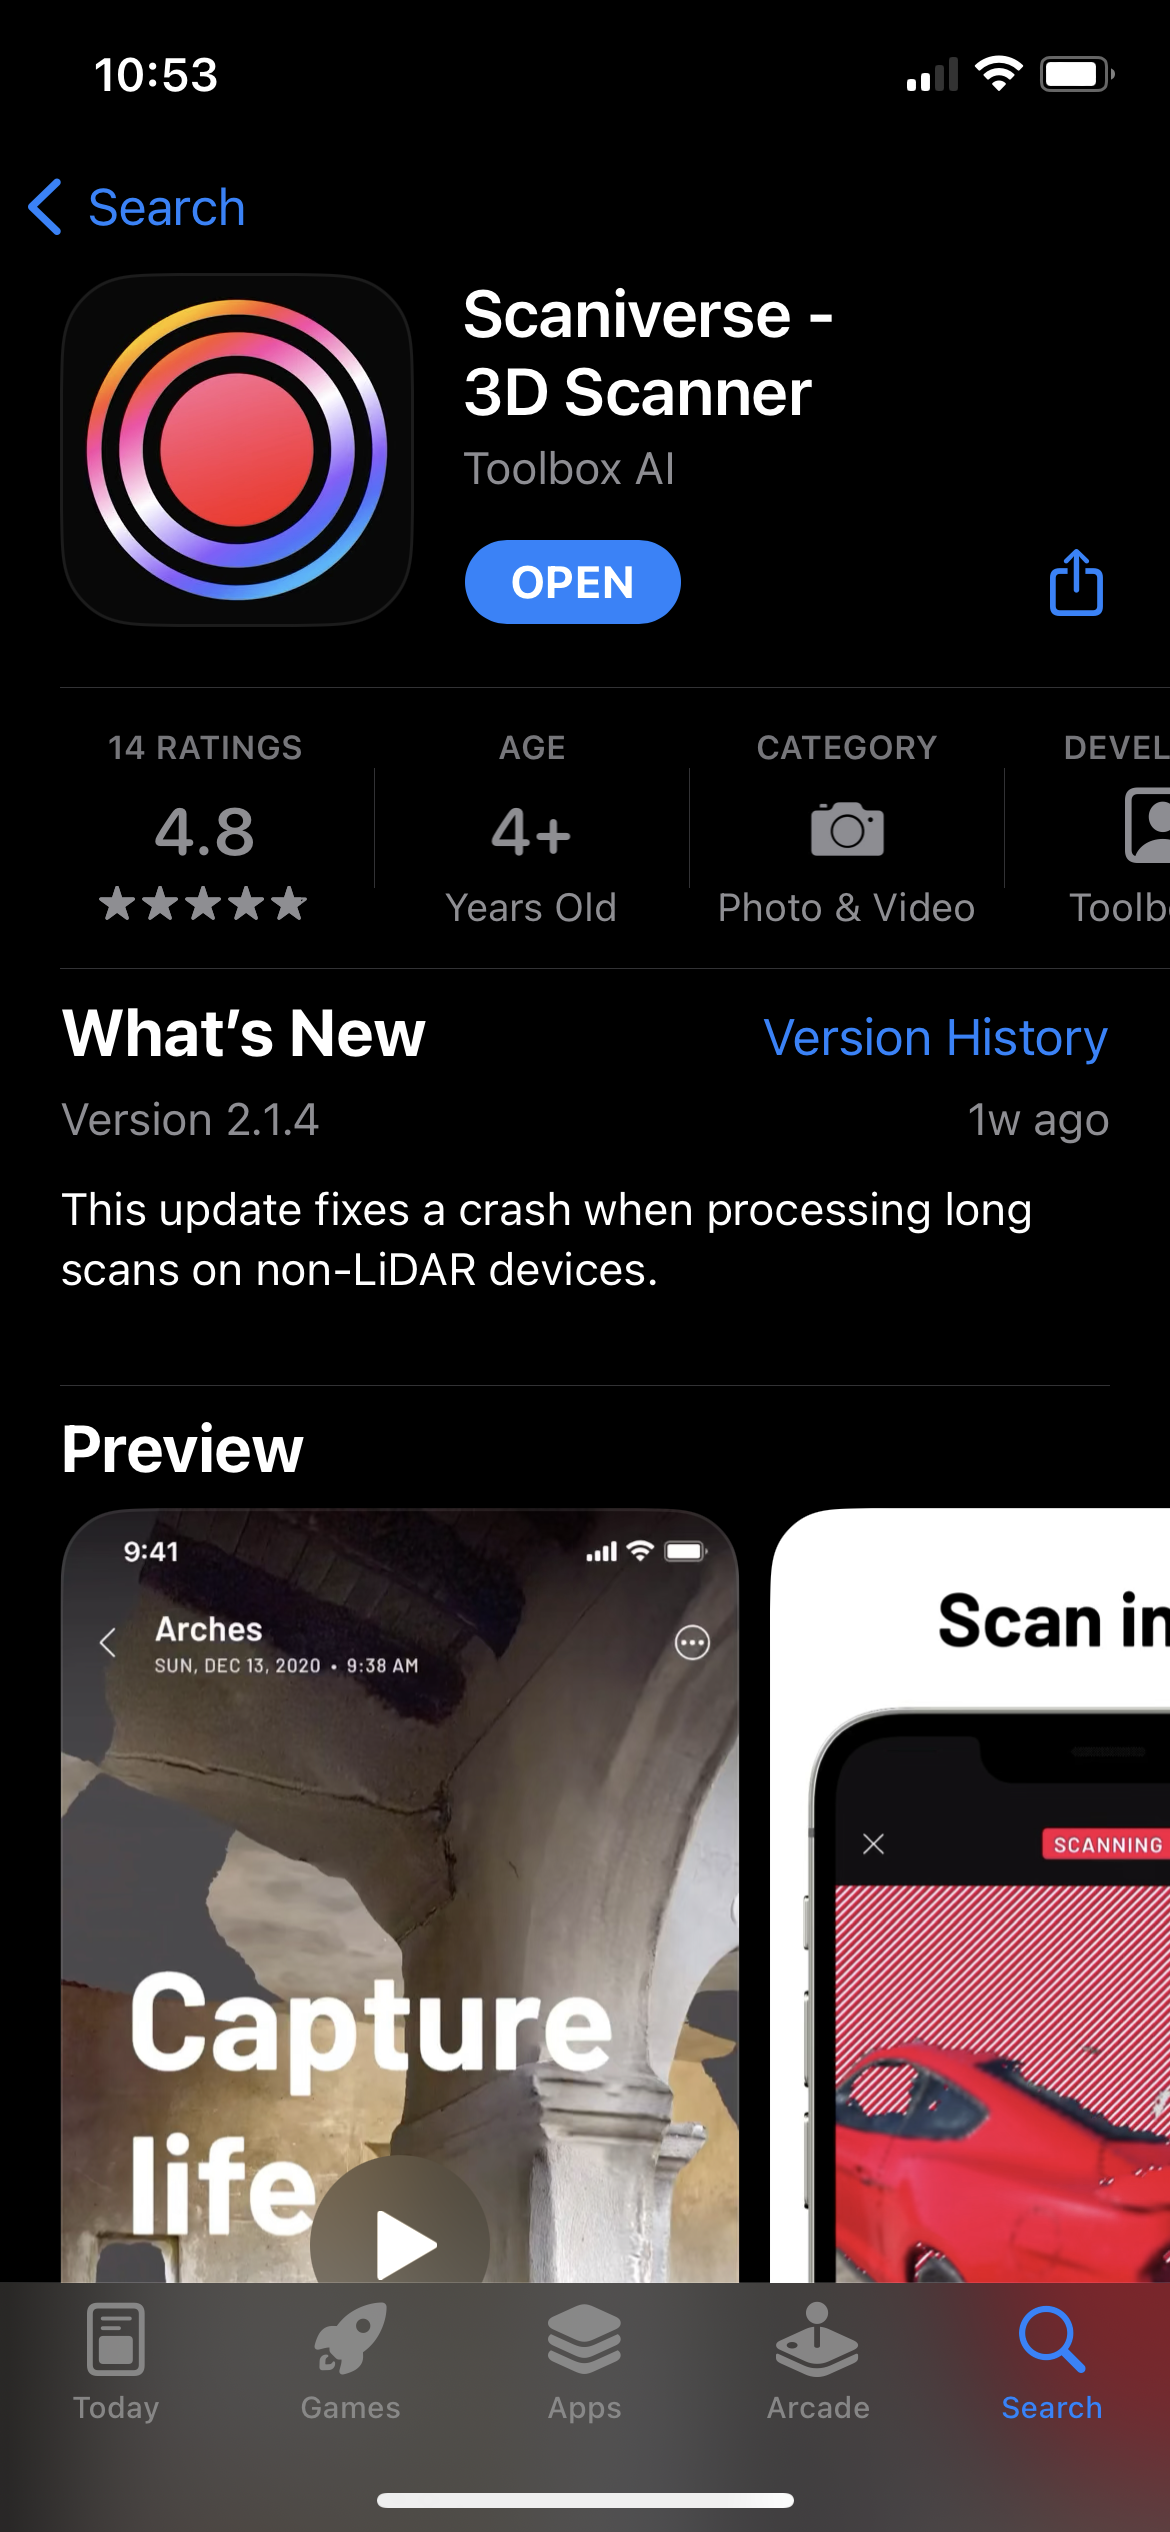 10:53
Search
Scaniverse -
3D Scanner
Toolbox AI
OPEN
14 RATINGS
4.8
AGE
4+
Years Old
CATEGORY
Photo & Video
DEVEL
Toolb
What's New
Version History
Version 2.1.4
1w ago
This update fixes a crash when processing long
scans on non-LiDAR devices.
Preview
9:41
Arches
SUN, DEC 13, 2020 • 9:38 AM
Capture
life
Scan in
SCANNING
Today
Games
Apps
Arcade
Search